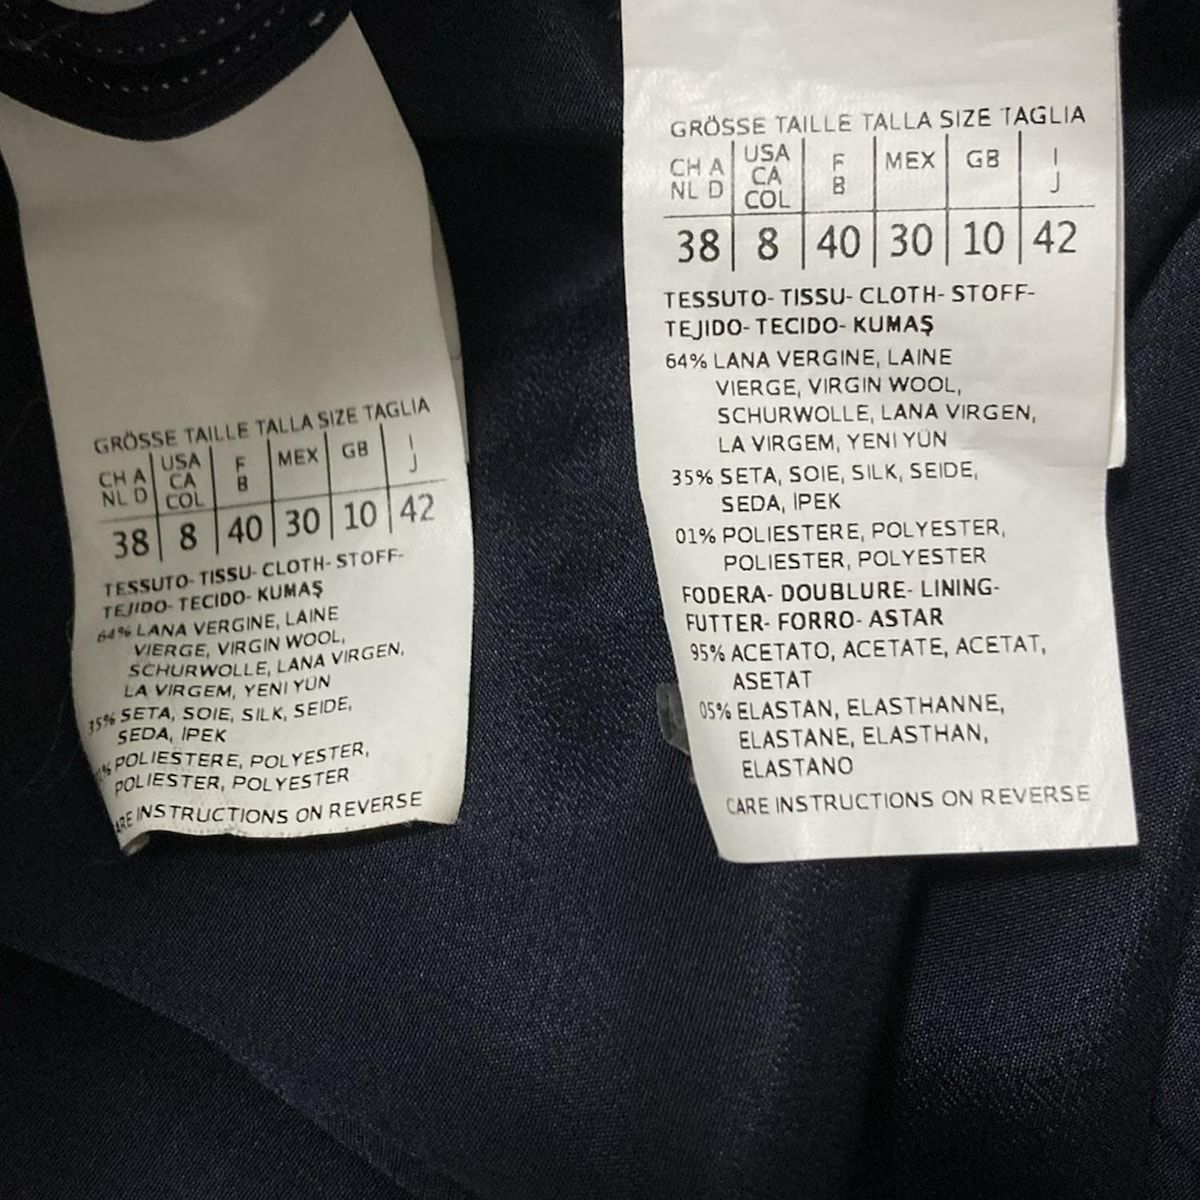 GRÖSSE TAILLE TALLA SIZE TAGLIA
CH A NL D | USA CA COL | F B | MEX | GB | I J
38 | 8 | 40 | 30 | 10 | 42
TESSUTO- TISSU- CLOTH- STOFF-
TEJIDO- TECIDO- KUMAŞ
64% LANA VERGINE, LAINE
VIERGE, VIRGIN WOOL,
SCHURWOLLE, LANA VIRGEN,
LA VIRGEM, YENI YÜN
35% SETA, SOIE, SILK, SEIDE,
SEDA, İPEK
% POLIESTERE, POLYESTER,
POLIESTER, POLYESTER
ARE INSTRUCTIONS ON REVERSE
GRÖSSE TAILLE TALLA SIZE TAGLIA
CH A NL D | USA CA COL | F B | MEX | GB | I J
38 | 8 | 40 | 30 | 10 | 42
TESSUTO- TISSU- CLOTH- STOFF-
TEJIDO- TECIDO- KUMAŞ
64% LANA VERGINE, LAINE
VIERGE, VIRGIN WOOL,
SCHURWOLLE, LANA VIRGEN,
LA VIRGEM, YENI YÜN
35% SETA, SOIE, SILK, SEIDE,
SEDA, İPEK
01% POLIESTERE, POLYESTER,
POLIESTER, POLYESTER
FODERA- DOUBLURE- LINING-
FUTTER- FORRO- ASTAR
95% ACETATO, ACETATE, ACETAT,
ASETAT
05% ELASTAN, ELASTHANNE,
ELASTANE, ELASTHAN,
ELASTANO
CARE INSTRUCTIONS ON REVERSE